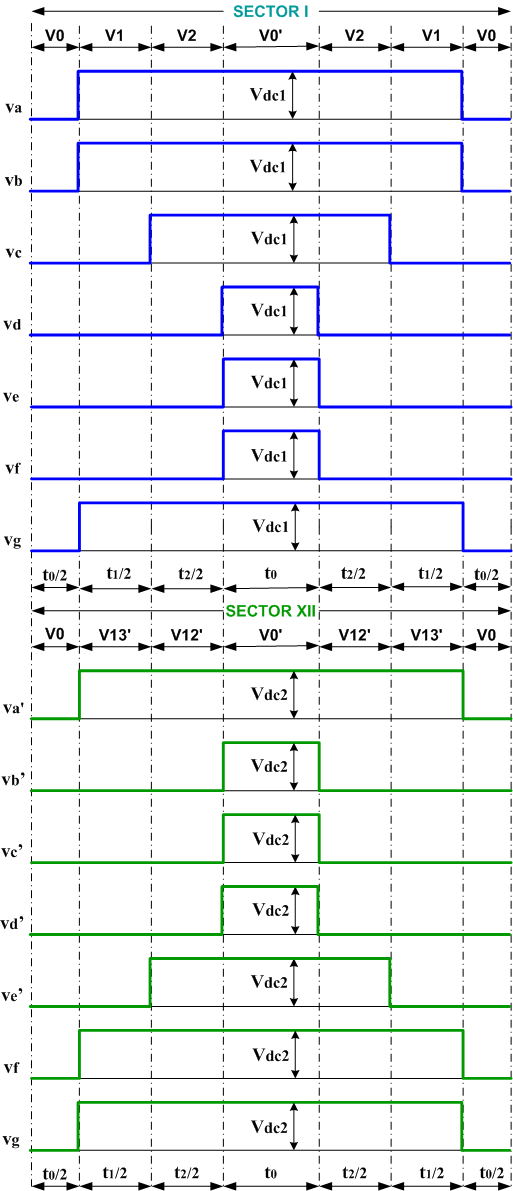 SECTOR I
V0 V1 V2 V0' V2 V1 V0
va Vdc1
vb Vdc1
vc Vdc1
vd Vdc1
ve Vdc1
vf Vdc1
vg Vdc1
t0/2 t1/2 t2/2 t0 t2/2 t1/2 t0/2
SECTOR XII
V0 V13' V12' V0' V12' V13' V0
va' Vdc2
vb’ Vdc2
vc’ Vdc2
vd’ Vdc2
ve’ Vdc2
vf Vdc2
vg Vdc2
t0/2 t1/2 t2/2 t0 t2/2 t1/2 t0/2